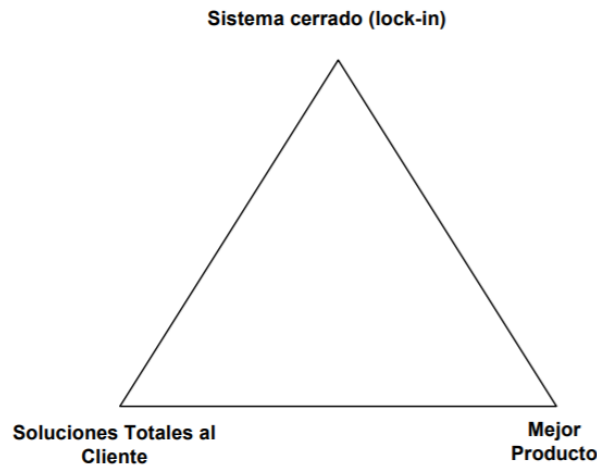 Sistema cerrado (lock-in)
Soluciones Totales al
Cliente
Mejor
Producto